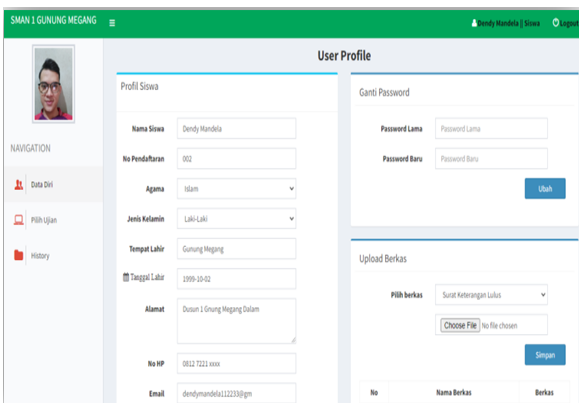 SMAN 1 GUNUNG MEGANG
Dendy Mandela || Siswa
Logout
User Profile
NAVIGATION
Data Diri
Pilih Ujian
History
Profil Siswa
Nama Siswa Dendy Mandela
No Pendaftaran 002
Agama Islam
Jenis Kelamin Laki-Laki
Tempat Lahir Gunung Megang
Tanggal Lahir 1999-10-02
Alamat Dusun 1 Gnung Megang Dalam
No HP 0812 7221 xxxx
Email dendymandela112233@gm
Ganti Password
Password Lama Password Lama
Password Baru Password Baru
Ubah
Upload Berkas
Pilih berkas Surat Keterangan Lulus
Choose File No file chosen
Simpan
No Nama Berkas Berkas